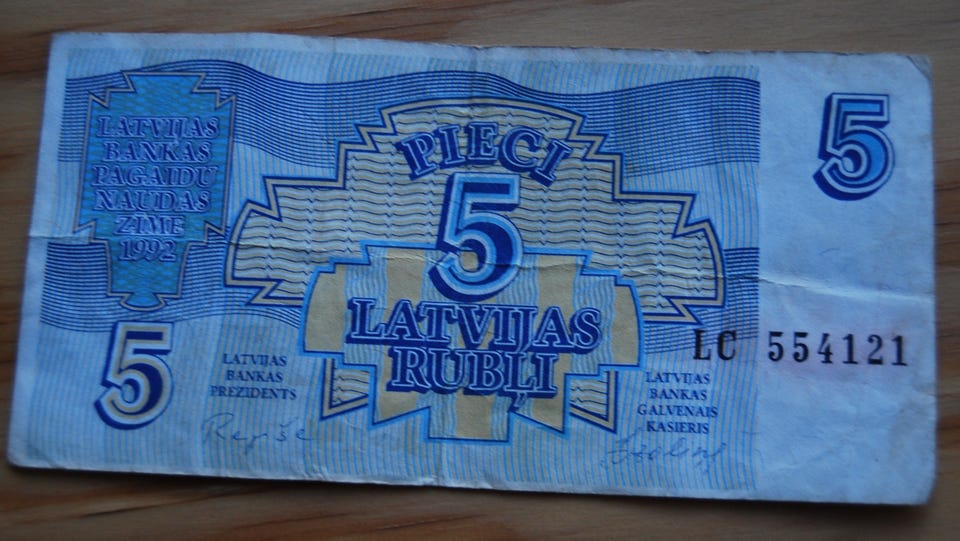 LATVIJAS
BANKAS
PAGAIDU
NAUDAS
ZIME
1992
PIECI
5
LATVIJAS
RUBĻI
5
5
LATVIJAS
BANKAS
PREZIDENTS
LC 554121
LATVIJAS
BANKAS
GALVENAIS
KASIERIS